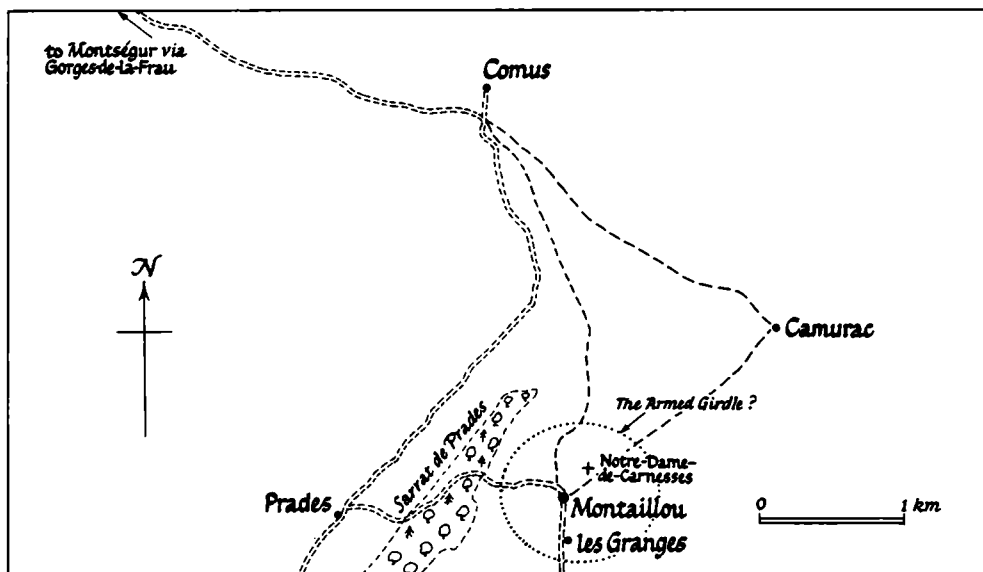 to Montségur via
Gorges-de-la-Frau
Comus
N
Camurac
The Armed Girdle ?
Sarrat de Prades
Notre-Dame-
de-Carnesses
Prades
Montaillou
les Granges
0 1 km